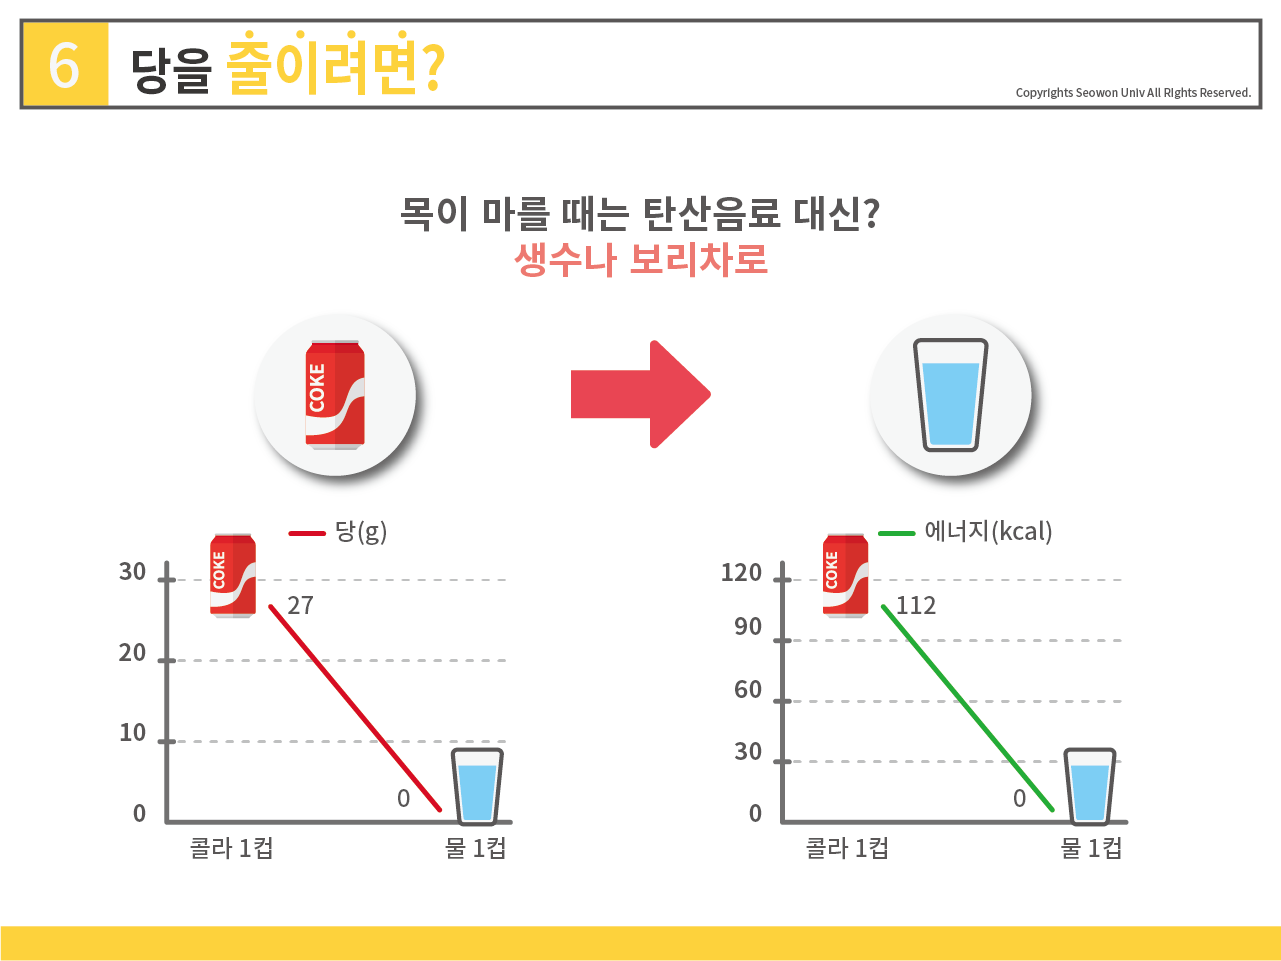 6
당을 줄이려면?
Copyrights Seowon Univ All Rights Reserved.
목이 마를 때는 탄산음료 대신?
생수나 보리차로
COKE
당(g)
COKE
30
27
20
10
0
0
콜라 1컵
물 1컵
에너지(kcal)
COKE
120
112
90
60
30
0
0
콜라 1컵
물 1컵